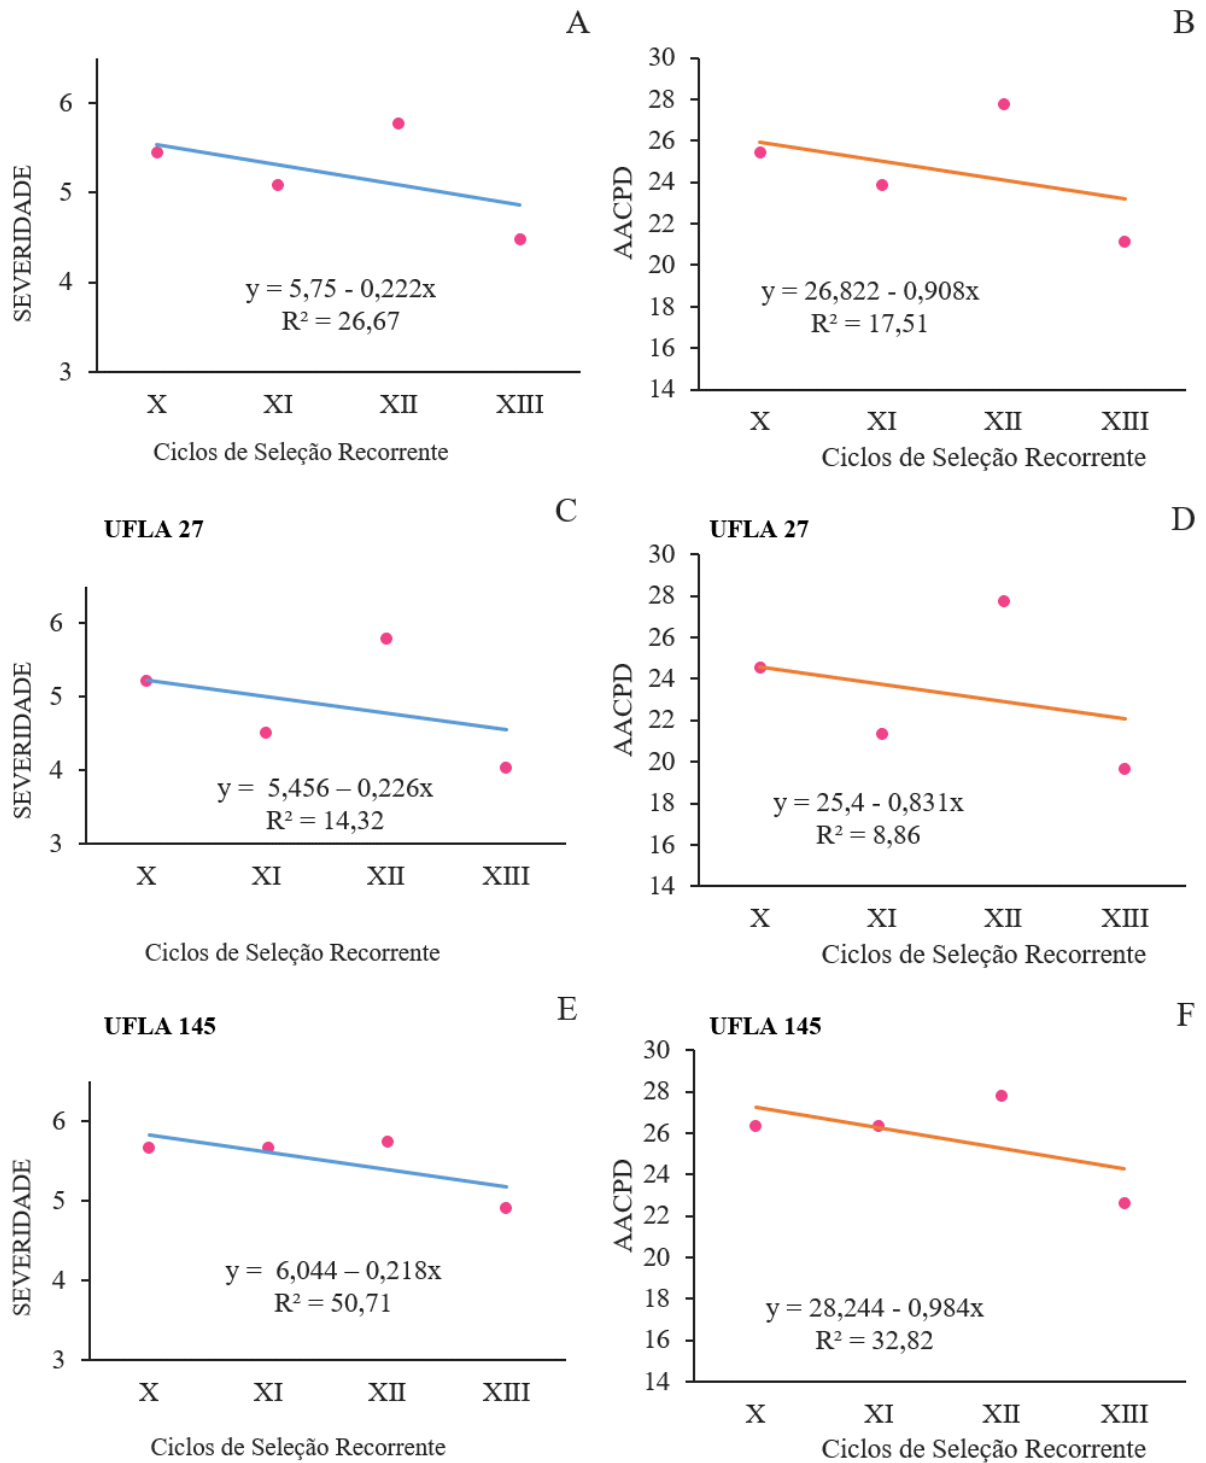 A
SEVERIDADE
6
5
4
3
y = 5,75 - 0,222x
R² = 26,67
X XI XII XIII
Ciclos de Seleção Recorrente
B
AACPD
30
28
26
24
22
20
18
16
14
y = 26,822 - 0,908x
R² = 17,51
X XI XII XIII
Ciclos de Seleção Recorrente
C
UFLA 27
SEVERIDADE
6
5
4
3
y = 5,456 – 0,226x
R² = 14,32
X XI XII XIII
Ciclos de Seleção Recorrente
D
UFLA 27
AACPD
30
28
26
24
22
20
18
16
14
y = 25,4 - 0,831x
R² = 8,86
X XI XII XIII
Ciclos de Seleção Recorrente
E
UFLA 145
SEVERIDADE
6
5
4
3
y = 6,044 – 0,218x
R² = 50,71
X XI XII XIII
Ciclos de Seleção Recorrente
F
UFLA 145
AACPD
30
28
26
24
22
20
18
16
14
y = 28,244 - 0,984x
R² = 32,82
X XI XII XIII
Ciclos de Seleção Recorrente